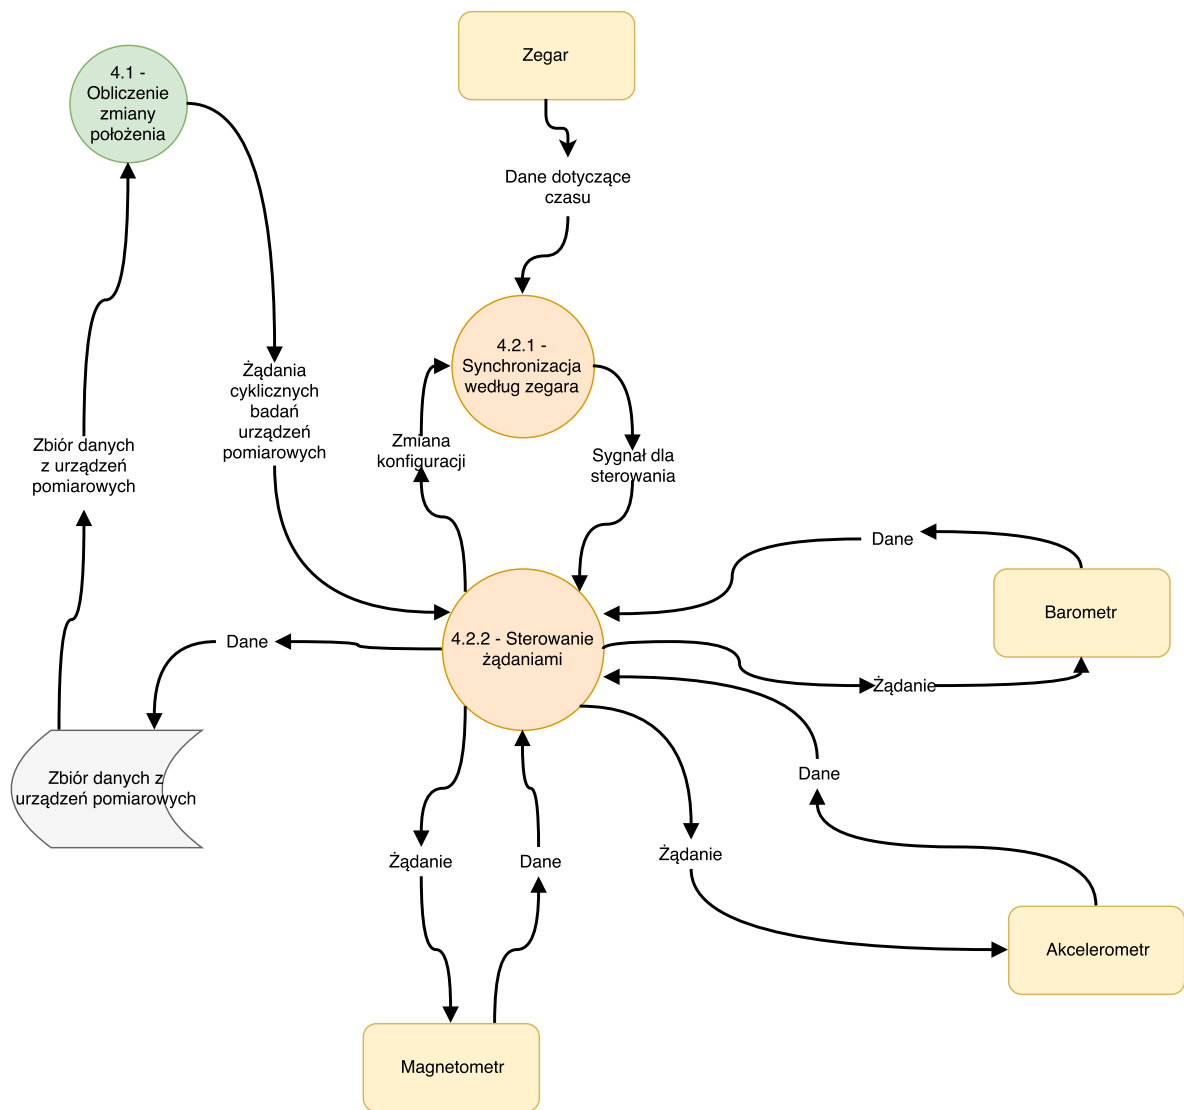 Zegar
4.1 -
Obliczenie
zmiany
położenia
Dane dotyczące
czasu
4.2.1 -
Synchronizacja
według zegara
Żądania
cyklicznych
badań
urządzeń
pomiarowych
Zbiór danych
z urządzeń
pomiarowych
Zmiana
konfiguracji
Sygnał dla
sterowania
Dane
Barometr
4.2.2 - Sterowanie
żądaniami
Dane
Żądanie
Zbiór danych z
urządzeń pomiarowych
Dane
Żądanie
Dane
Żądanie
Akcelerometr
Magnetometr